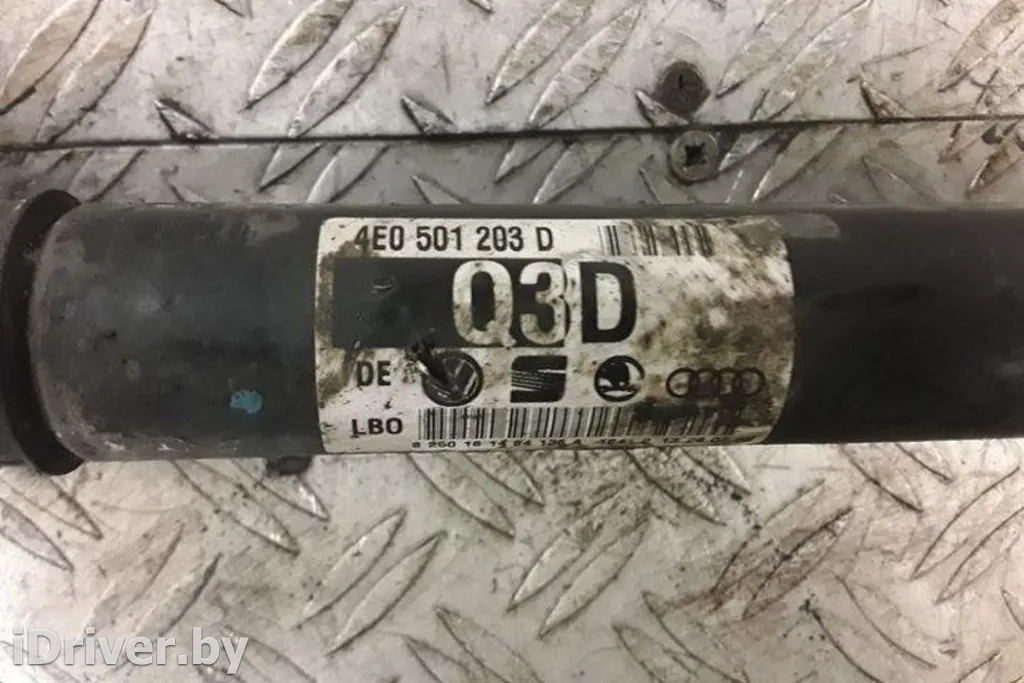 4E0 501 203 D
Q3D
DE
LBO
iDriver.by